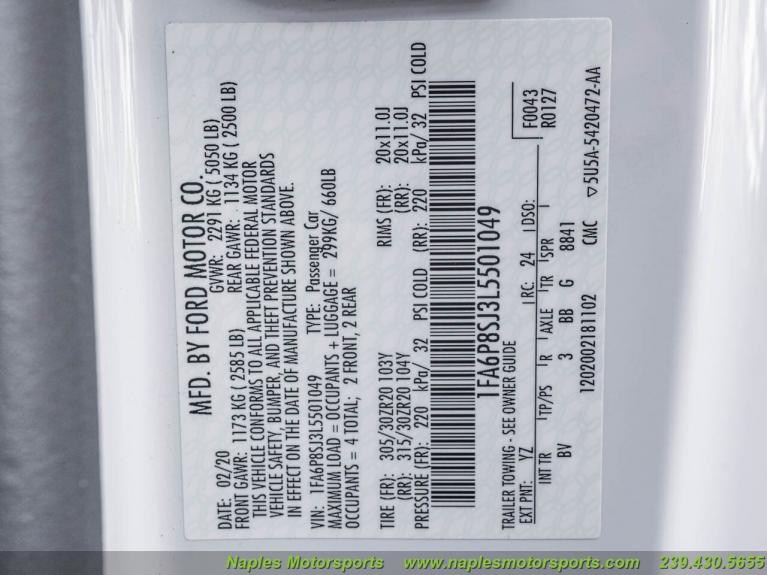 MFD. BY FORD MOTOR CO.
DATE: 02/20 GVWR: 2291 KG ( 5050 LB)
FRONT GAWR: 1173 KG ( 2585 LB) REAR GAWR: 1134 KG ( 2500 LB)
THIS VEHICLE CONFORMS TO ALL APPLICABLE FEDERAL MOTOR
VEHICLE SAFETY, BUMPER, AND THEFT PREVENTION STANDARDS
IN EFFECT ON THE DATE OF MANUFACTURE SHOWN ABOVE.
VIN: 1FA6P8SJ3L5501049 TYPE: Passenger Car
MAXIMUM LOAD = OCCUPANTS + LUGGAGE = 299KG/ 660LB
OCCUPANTS = 4 TOTAL; 2 FRONT, 2 REAR
TIRE (FR): 305/30ZR20 103Y RIMS (FR): 20x11.0J
(RR): 315/30ZR20 104Y (RR): 20x11.0J
PRESSURE (FR): 220 kPa/ 32 PSI COLD (RR): 220 kPa/ 32 PSI COLD
1FA6P8SJ3L5501049
TRAILER TOWING - SEE OWNER GUIDE F0043
EXT PNT: YZ RC: 24 DSO: R0127
INT TR TP/PS R AXLE TR SPR
BV 3 BB G 8841
1202002181102 CMC ▽5U5A-5420472-AA
Naples Motorsports www.naplesmotorsports.com 239.430.5655